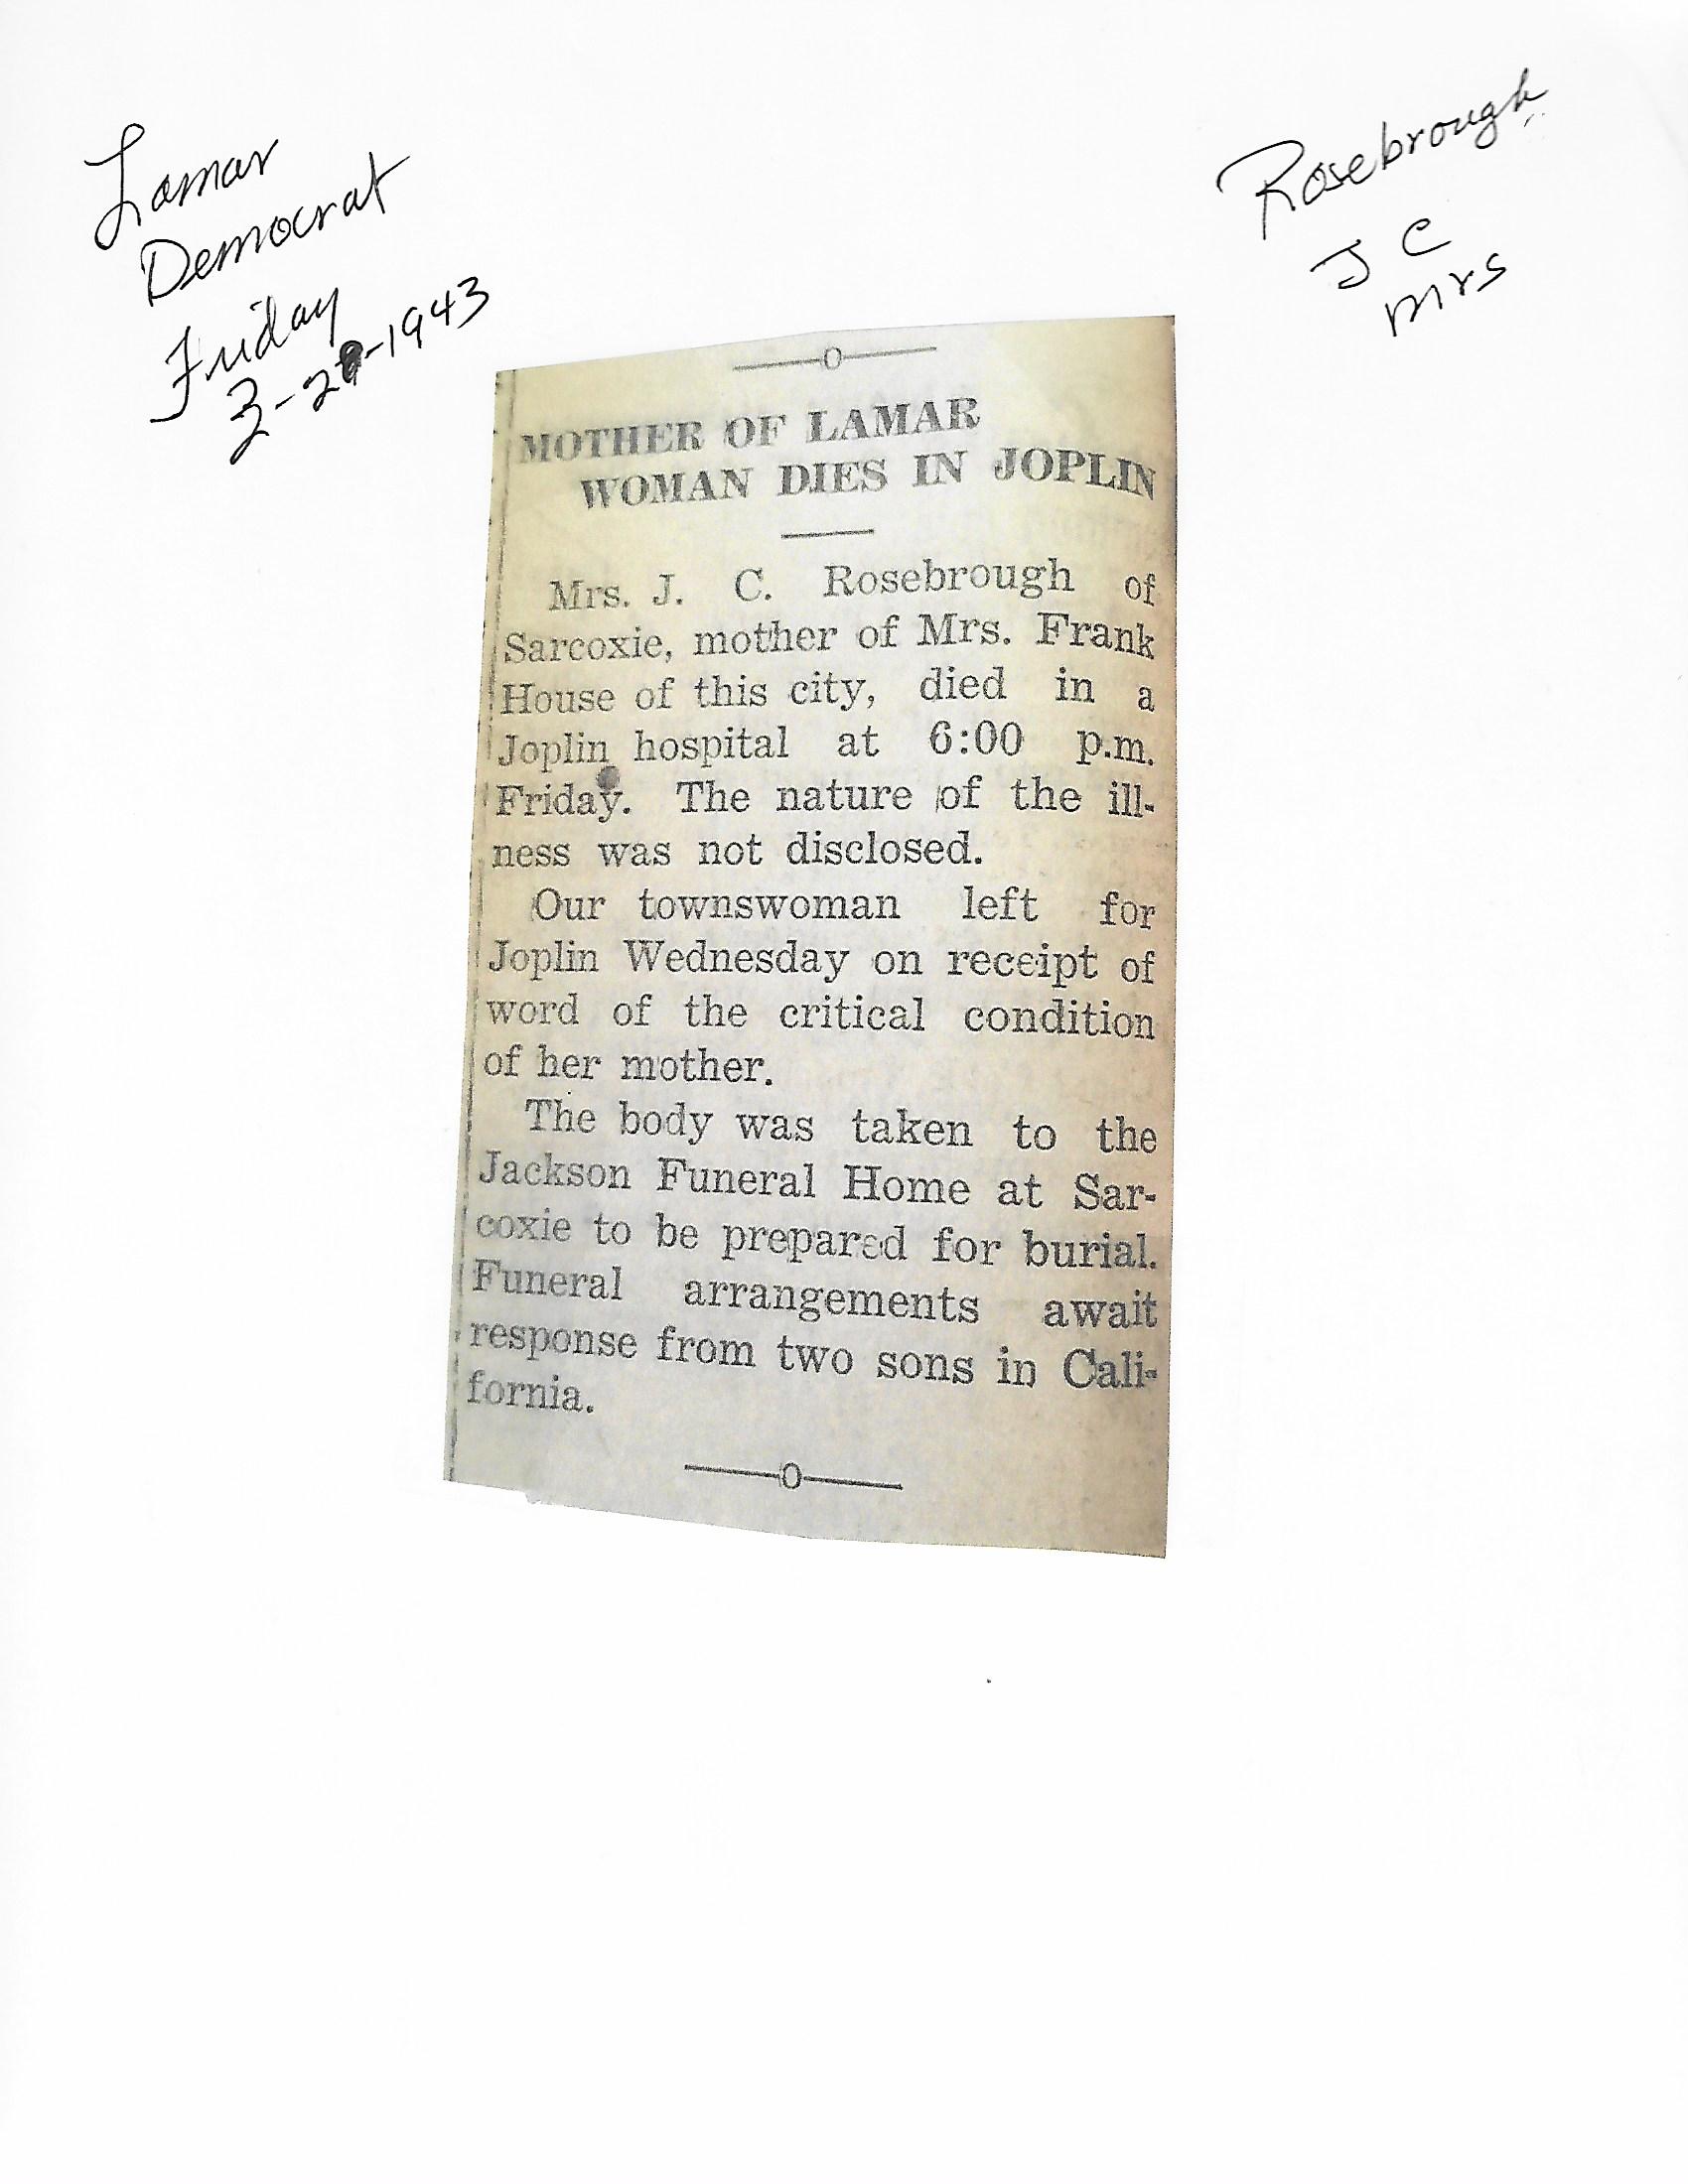 Lamar
Democrat
Friday
-1943
Rosebrough
J C
Mrs
MOTHER OF LAMAR
WOMAN DIES IN JOPLIN
Mrs. J. C. Rosebrough of
Sarcoxie, mother of Mrs. Frank
House of this city, died in a
Joplin hospital at 6:00 p.m.
Friday. The nature of the ill-
ness was not disclosed.
Our townswoman left for
Joplin Wednesday on receipt of
word of the critical condition
of her mother.
The body was taken to the
Jackson Funeral Home at Sar-
coxie to be prepared for burial.
Funeral arrangements await
response from two sons in Cali-
fornia.